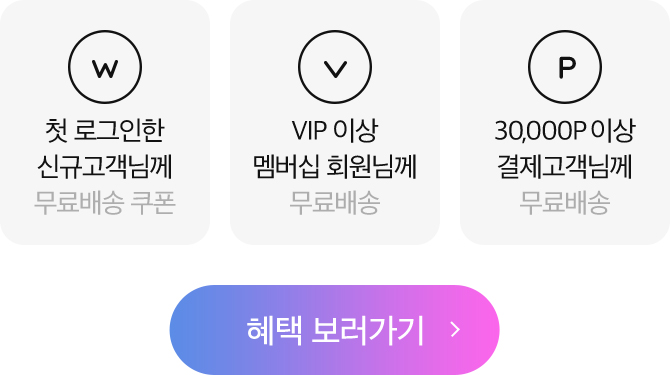 W
첫 로그인한
신규고객님께
무료배송 쿠폰
V
VIP 이상
멤버십 회원님께
무료배송
P
30,000P 이상
결제고객님께
무료배송
혜택 보러가기 >